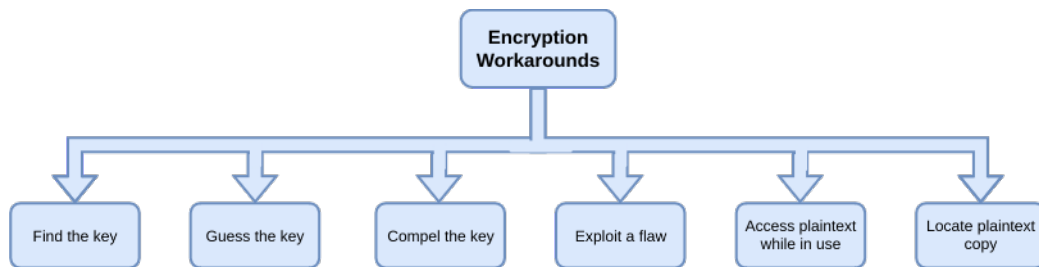 Encryption
Workarounds
Find the key
Guess the key
Compel the key
Exploit a flaw
Access plaintext
while in use
Locate plaintext
copy